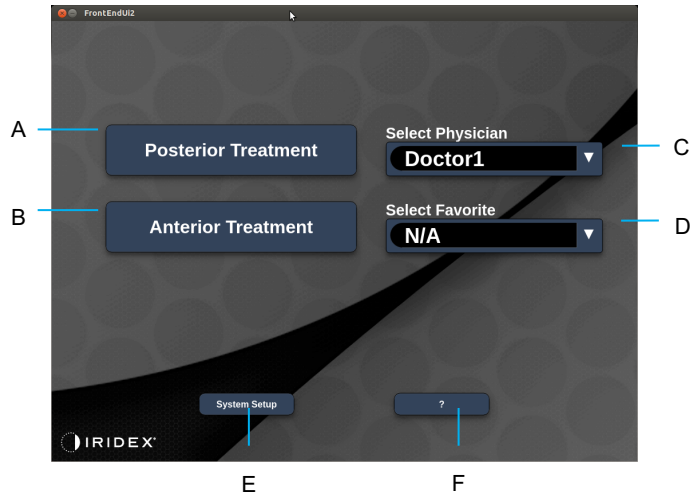 FrontEndUi2
A
Posterior Treatment
Select Physician
Doctor1
▼
C
B
Anterior Treatment
Select Favorite
N/A
▼
D
System Setup
?
IRIDEX
E
F